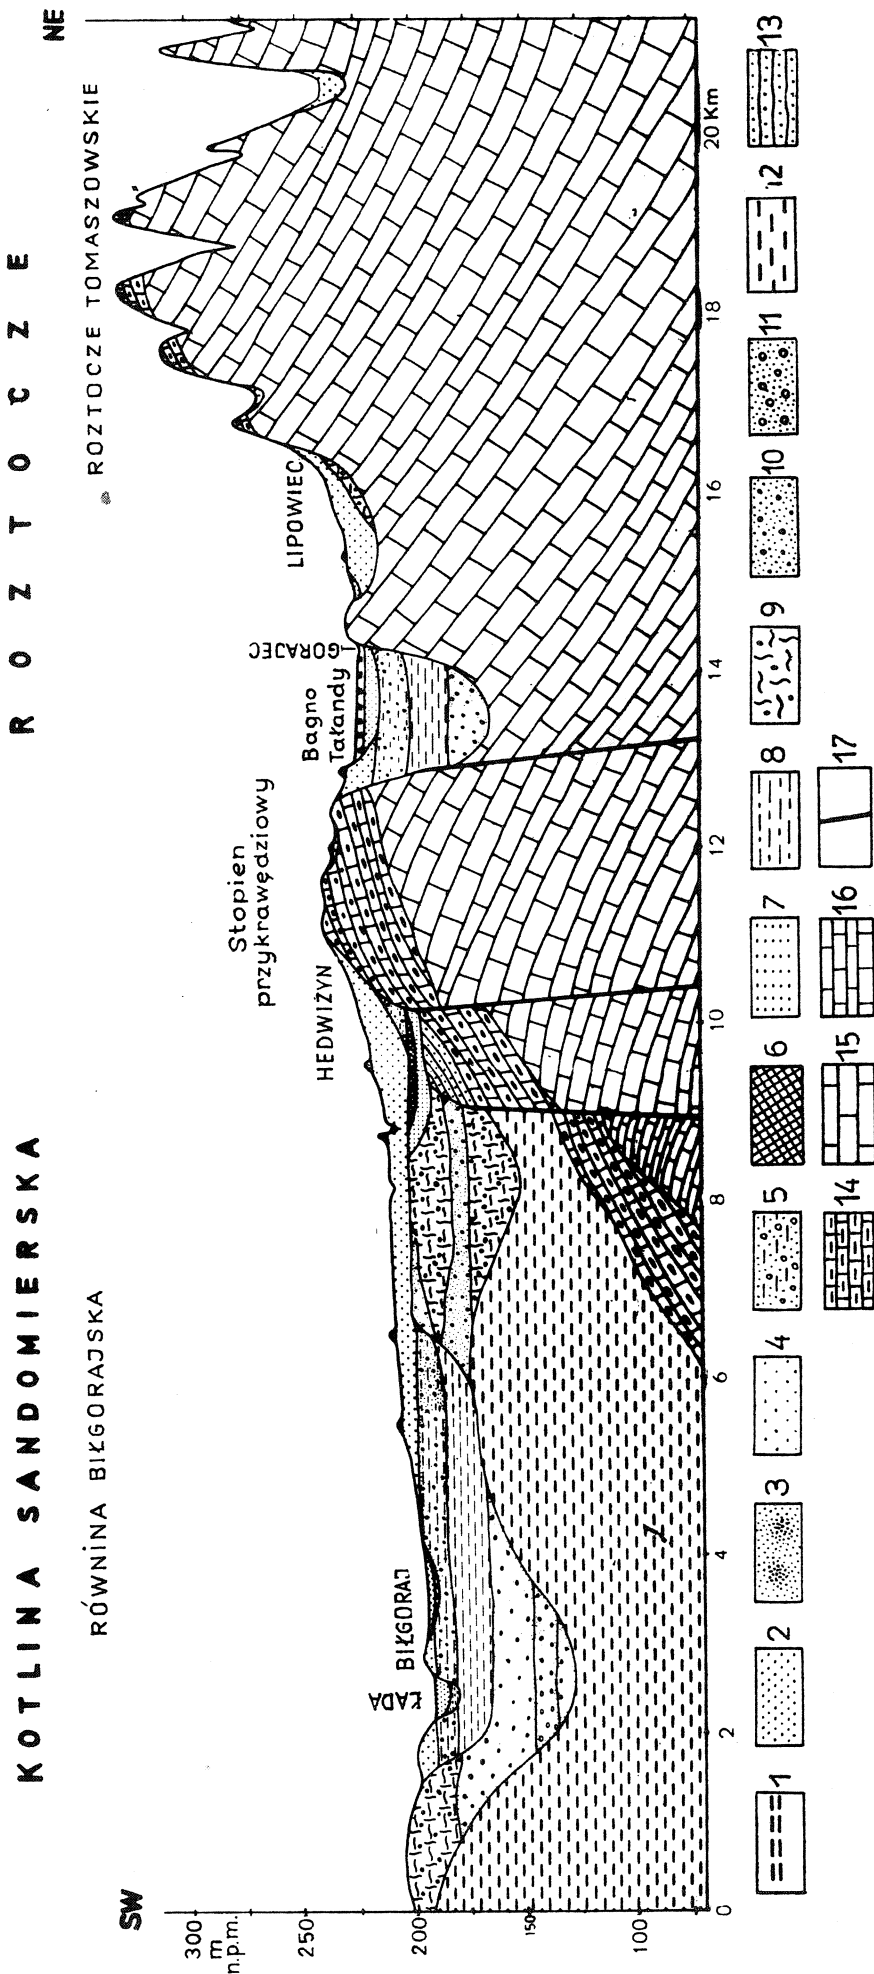 KOTLINA SANDOMIERSKA
ROZTOCZE
RÓWNINA BIŁGORAJSKA
ROZTOCZE TOMASZOWSKIE
SW
NE
300
m
n.p.m.
250
200
150
100
ŁADA
BIŁGORAJ
HEDWIŻYN
Stopien
przykrawędziowy
Bagno
Tałandy
GORAJEC
LIPOWIEC
0
2
4
6
8
10
12
14
16
18
20 Km
1
2
3
4
5
6
7
8
9
10
11
12
13
14
15
16
17